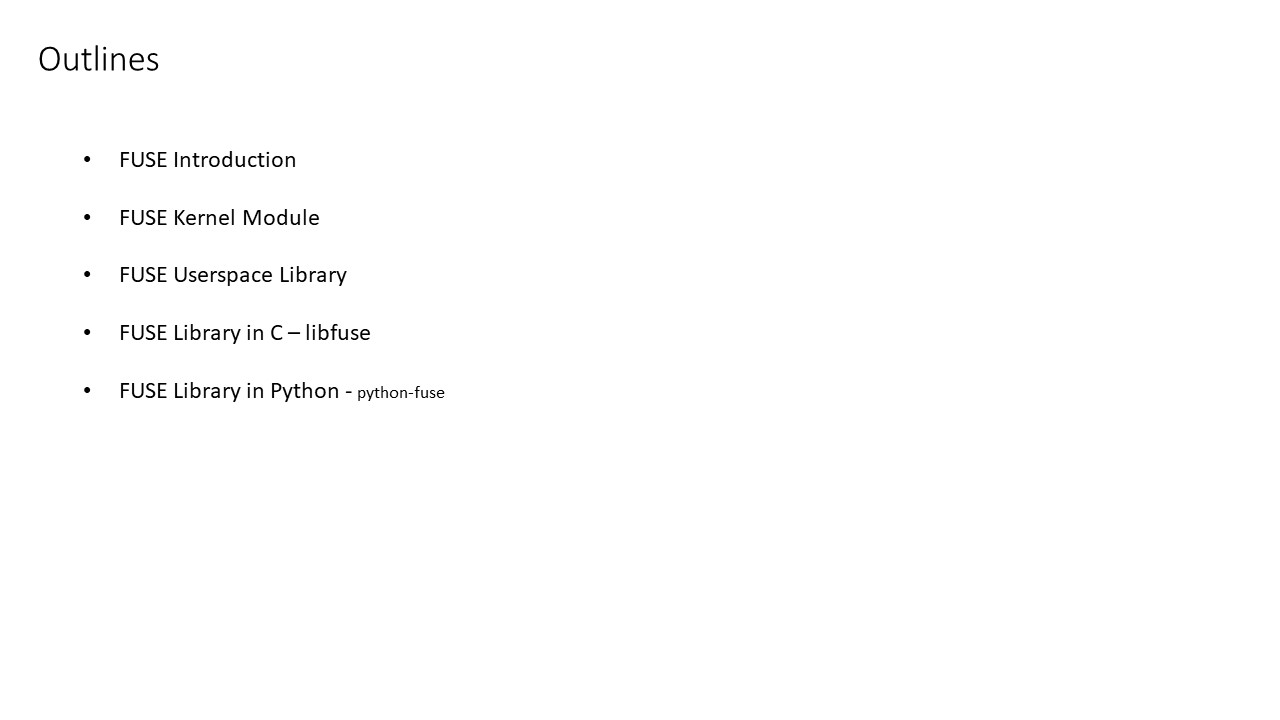 Outlines
• FUSE Introduction
• FUSE Kernel Module
• FUSE Userspace Library
• FUSE Library in C – libfuse
• FUSE Library in Python - python-fuse